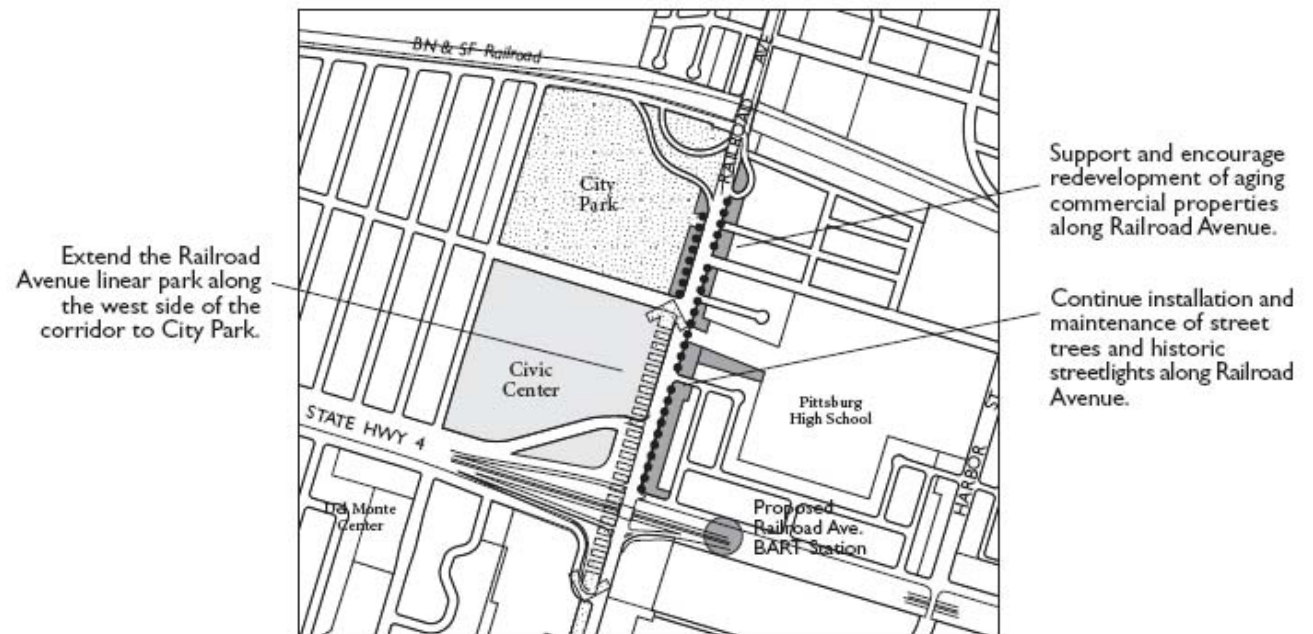 BN & SF Railroad
RAILROAD AVE
City
Park
Support and encourage
redevelopment of aging
commercial properties
along Railroad Avenue.
Extend the Railroad
Avenue linear park along
the west side of the
corridor to City Park.
Continue installation and
maintenance of street
trees and historic
streetlights along Railroad
Avenue.
Civic
Center
Pittsburg
High School
STATE HWY 4
HARBOR ST
Del Monte
Center
Proposed
Railroad Ave.
BART Station